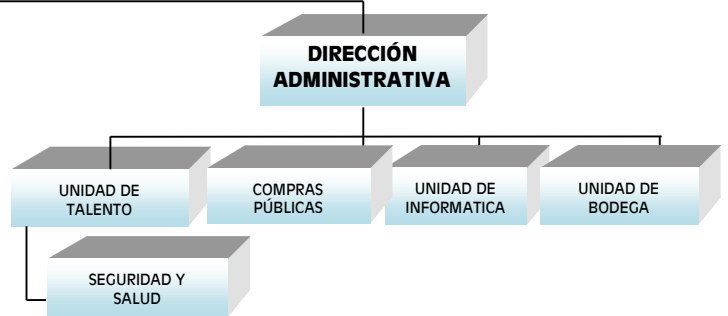 DIRECCIÓN
ADMINISTRATIVA
UNIDAD DE
TALENTO
COMPRAS
PÚBLICAS
UNIDAD DE
INFORMATICA
UNIDAD DE
BODEGA
SEGURIDAD Y
SALUD